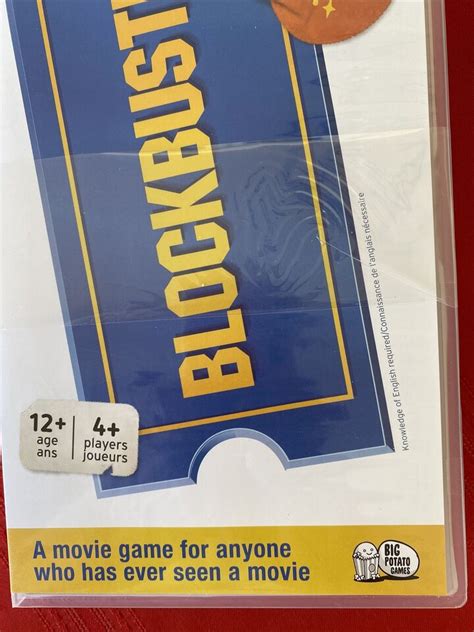 BLOCKBUST
Knowledge of English required/Connaissance de l'anglais nécessaire
12+
age
ans
4+
players
joueurs
A movie game for anyone
who has ever seen a movie
BIG
POTATO
GAMES